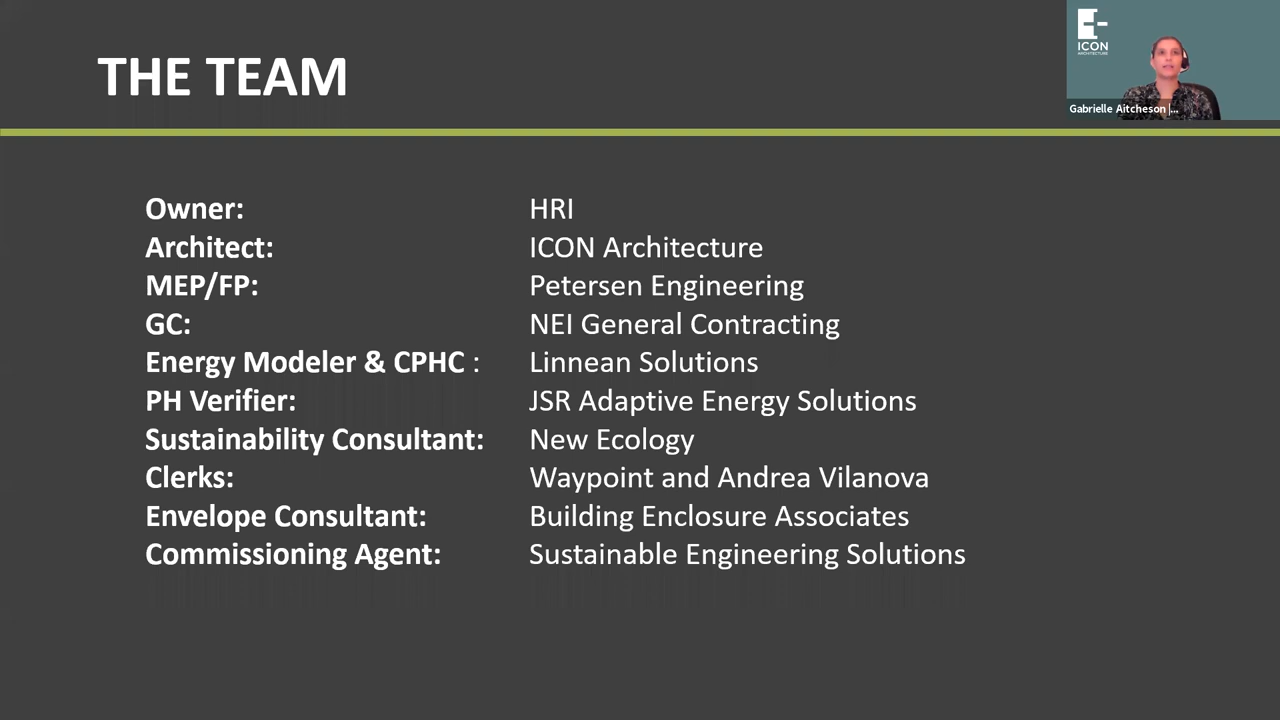 THE TEAM
ICON
ARCHITECTURE
Gabrielle Aitcheson |...
Owner: HRI
Architect: ICON Architecture
MEP/FP: Petersen Engineering
GC: NEI General Contracting
Energy Modeler & CPHC : Linnean Solutions
PH Verifier: JSR Adaptive Energy Solutions
Sustainability Consultant: New Ecology
Clerks: Waypoint and Andrea Vilanova
Envelope Consultant: Building Enclosure Associates
Commissioning Agent: Sustainable Engineering Solutions